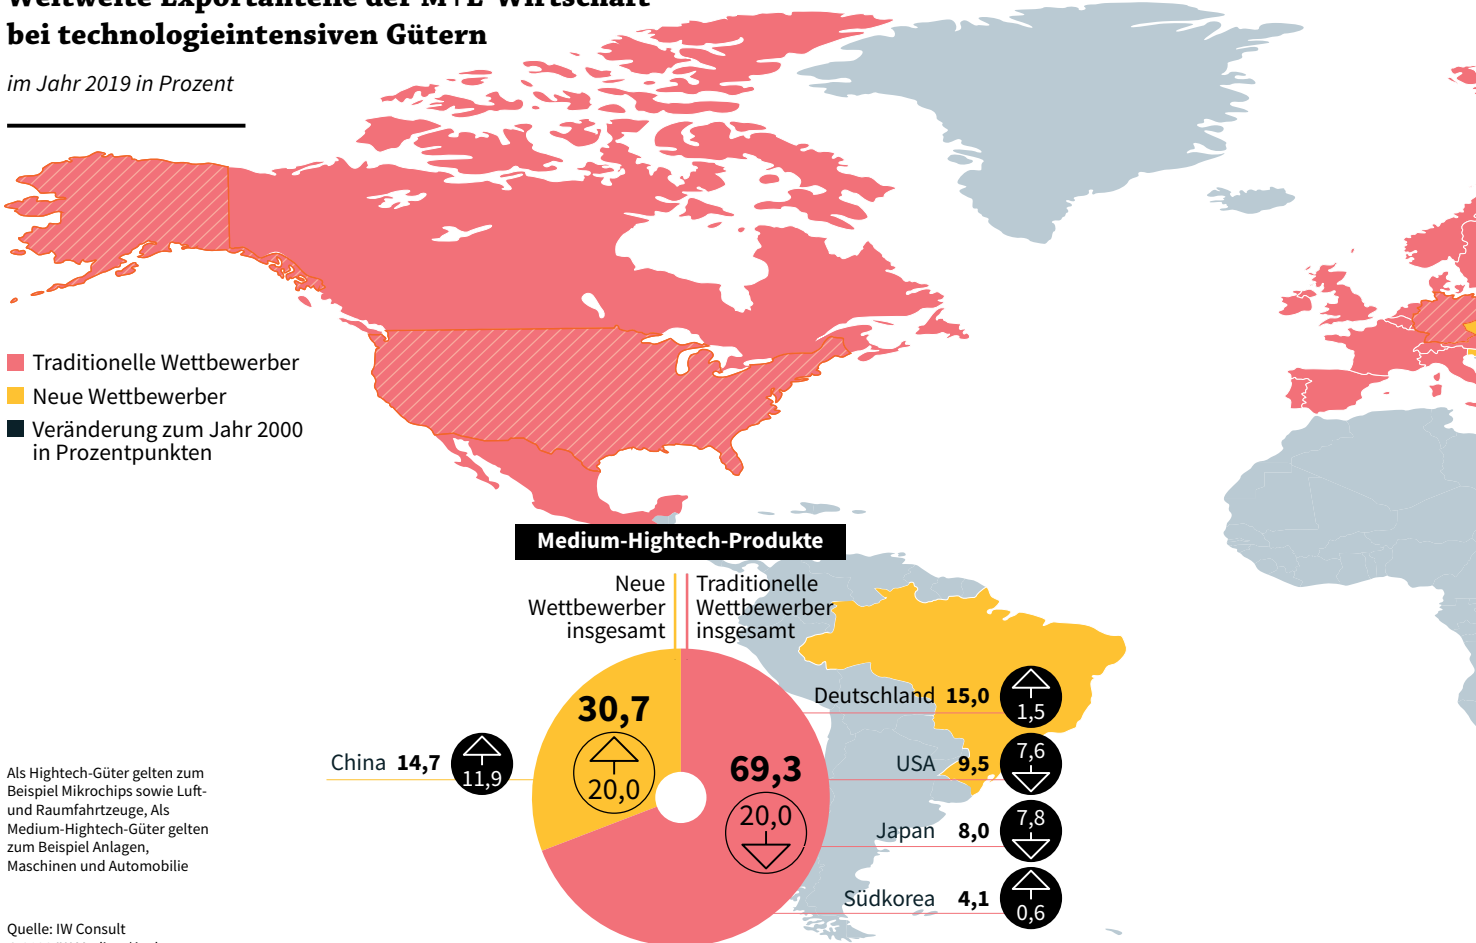 Weltweite Exportanteile der M+E-Wirtschaft
bei technologieintensiven Gütern
im Jahr 2019 in Prozent
Traditionelle Wettbewerber
Neue Wettbewerber
Veränderung zum Jahr 2000
in Prozentpunkten
Medium-Hightech-Produkte
Neue
Wettbewerber
insgesamt
Traditionelle
Wettbewerber
insgesamt
30,7
20,0
69,3
20,0
China 14,7
11,9
Deutschland 15,0
1,5
USA 9,5
7,6
Japan 8,0
7,8
Südkorea 4,1
0,6
Als Hightech-Güter gelten zum
Beispiel Mikrochips sowie Luft-
und Raumfahrtzeuge, Als
Medium-Hightech-Güter gelten
zum Beispiel Anlagen,
Maschinen und Automobilie
Quelle: IW Consult